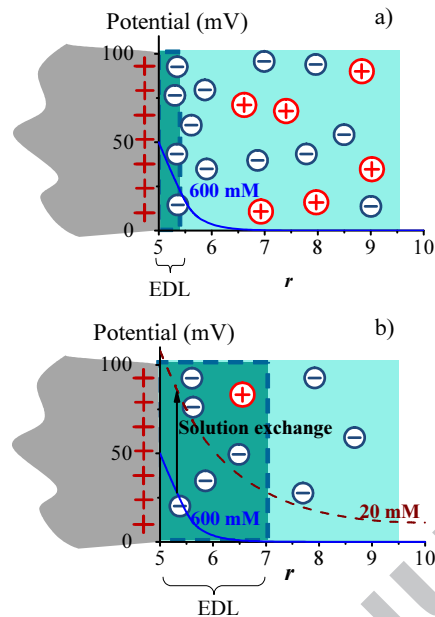 Potential (mV)
a)
100
50
0
600 mM
5 6 7 8 9 10
EDL
r
Potential (mV)
b)
100
50
0
Solution exchange
600 mM
20 mM
5 6 7 8 9 10
r
EDL